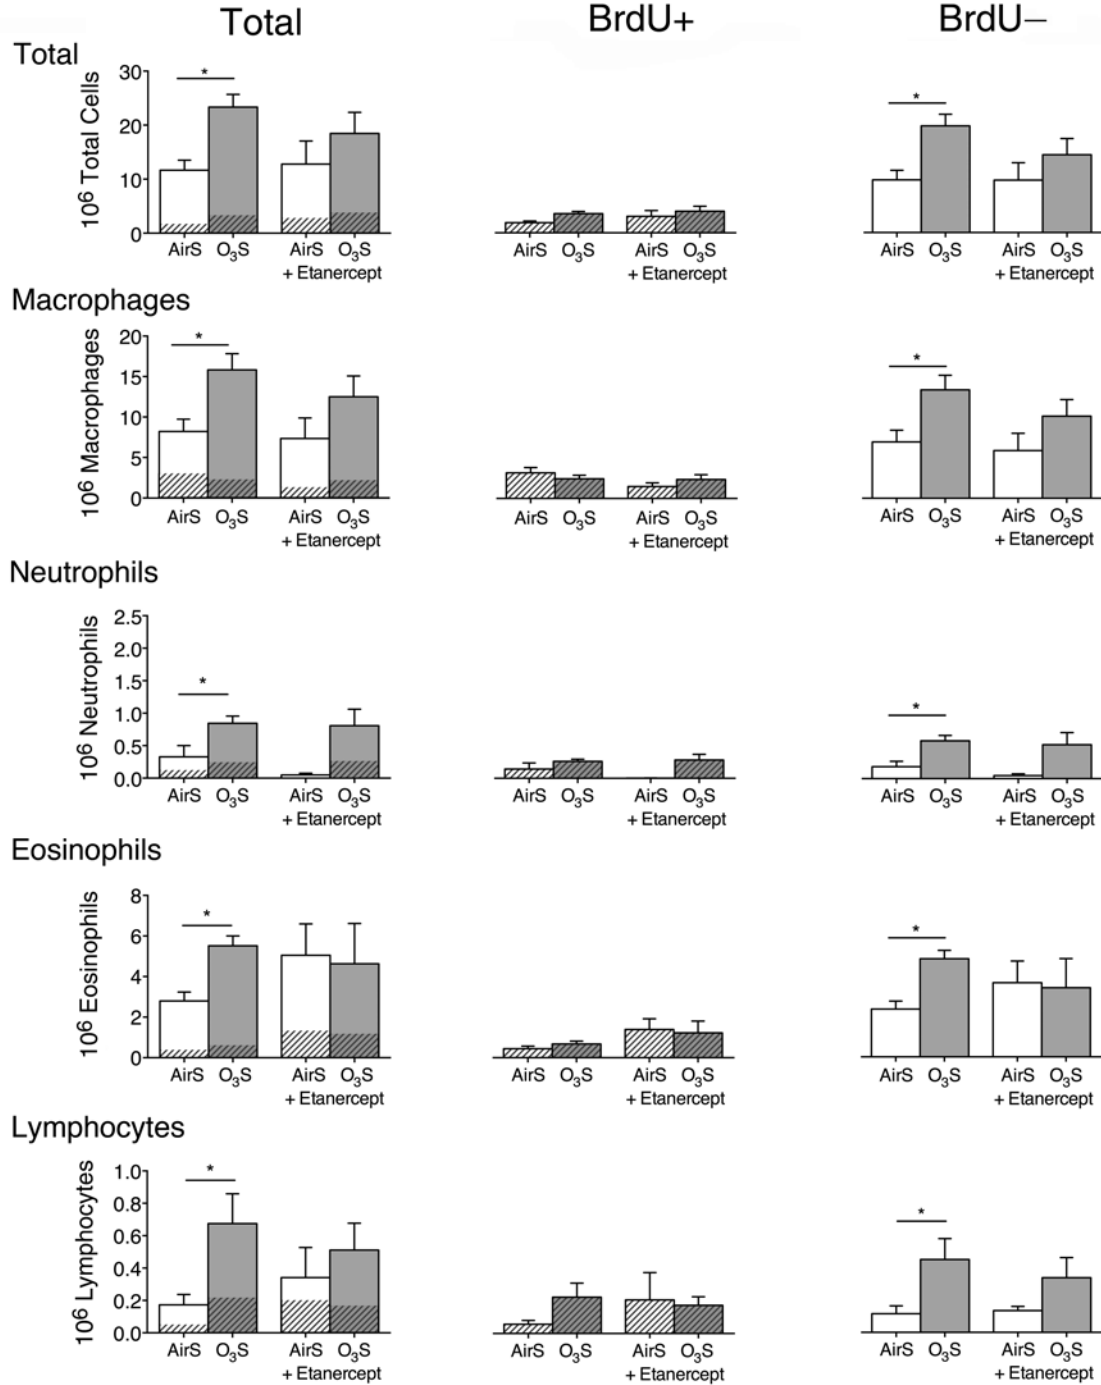 Total BrdU+ BrdU−
Total
10⁶ Total Cells
30
20
10
0
*
*
AirS O₃S AirS O₃S AirS O₃S AirS O₃S AirS O₃S AirS O₃S
+ Etanercept + Etanercept + Etanercept
Macrophages
10⁶ Macrophages
20
15
10
5
0
*
*
AirS O₃S AirS O₃S AirS O₃S AirS O₃S AirS O₃S AirS O₃S
+ Etanercept + Etanercept + Etanercept
Neutrophils
10⁶ Neutrophils
2.5
2.0
1.5
1.0
0.5
0.0
*
*
AirS O₃S AirS O₃S AirS O₃S AirS O₃S AirS O₃S AirS O₃S
+ Etanercept + Etanercept + Etanercept
Eosinophils
10⁶ Eosinophils
8
6
4
2
0
*
*
AirS O₃S AirS O₃S AirS O₃S AirS O₃S AirS O₃S AirS O₃S
+ Etanercept + Etanercept + Etanercept
Lymphocytes
10⁶ Lymphocytes
1.0
0.8
0.6
0.4
0.2
0.0
*
*
AirS O₃S AirS O₃S AirS O₃S AirS O₃S AirS O₃S AirS O₃S
+ Etanercept + Etanercept + Etanercept